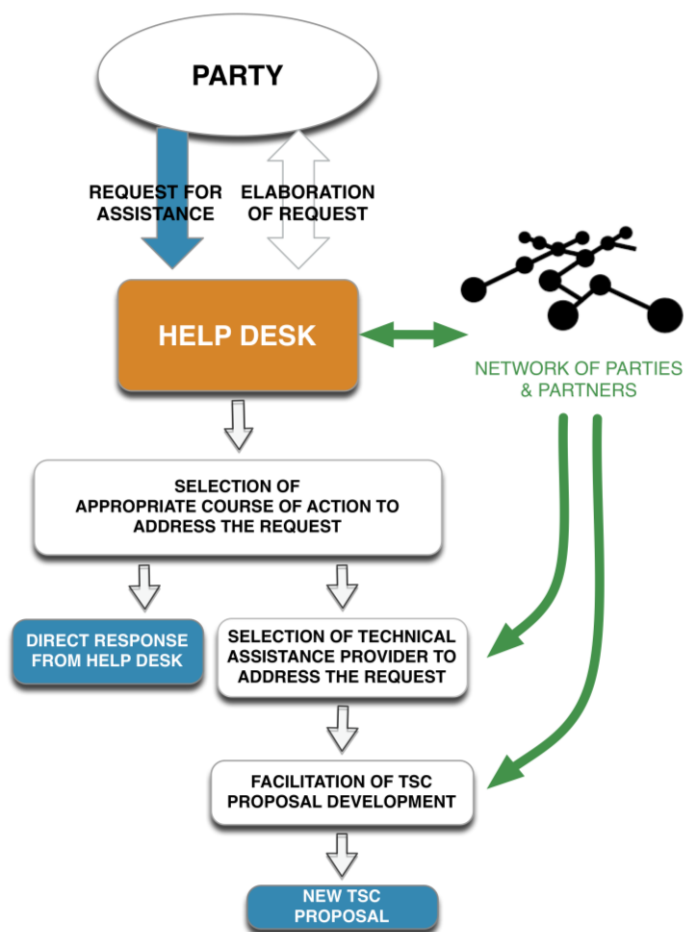 PARTY
REQUEST FOR
ASSISTANCE
ELABORATION
OF REQUEST
HELP DESK
NETWORK OF PARTIES
& PARTNERS
SELECTION OF
APPROPRIATE COURSE OF ACTION TO
ADDRESS THE REQUEST
DIRECT RESPONSE
FROM HELP DESK
SELECTION OF TECHNICAL
ASSISTANCE PROVIDER TO
ADDRESS THE REQUEST
FACILITATION OF TSC
PROPOSAL DEVELOPMENT
NEW TSC
PROPOSAL